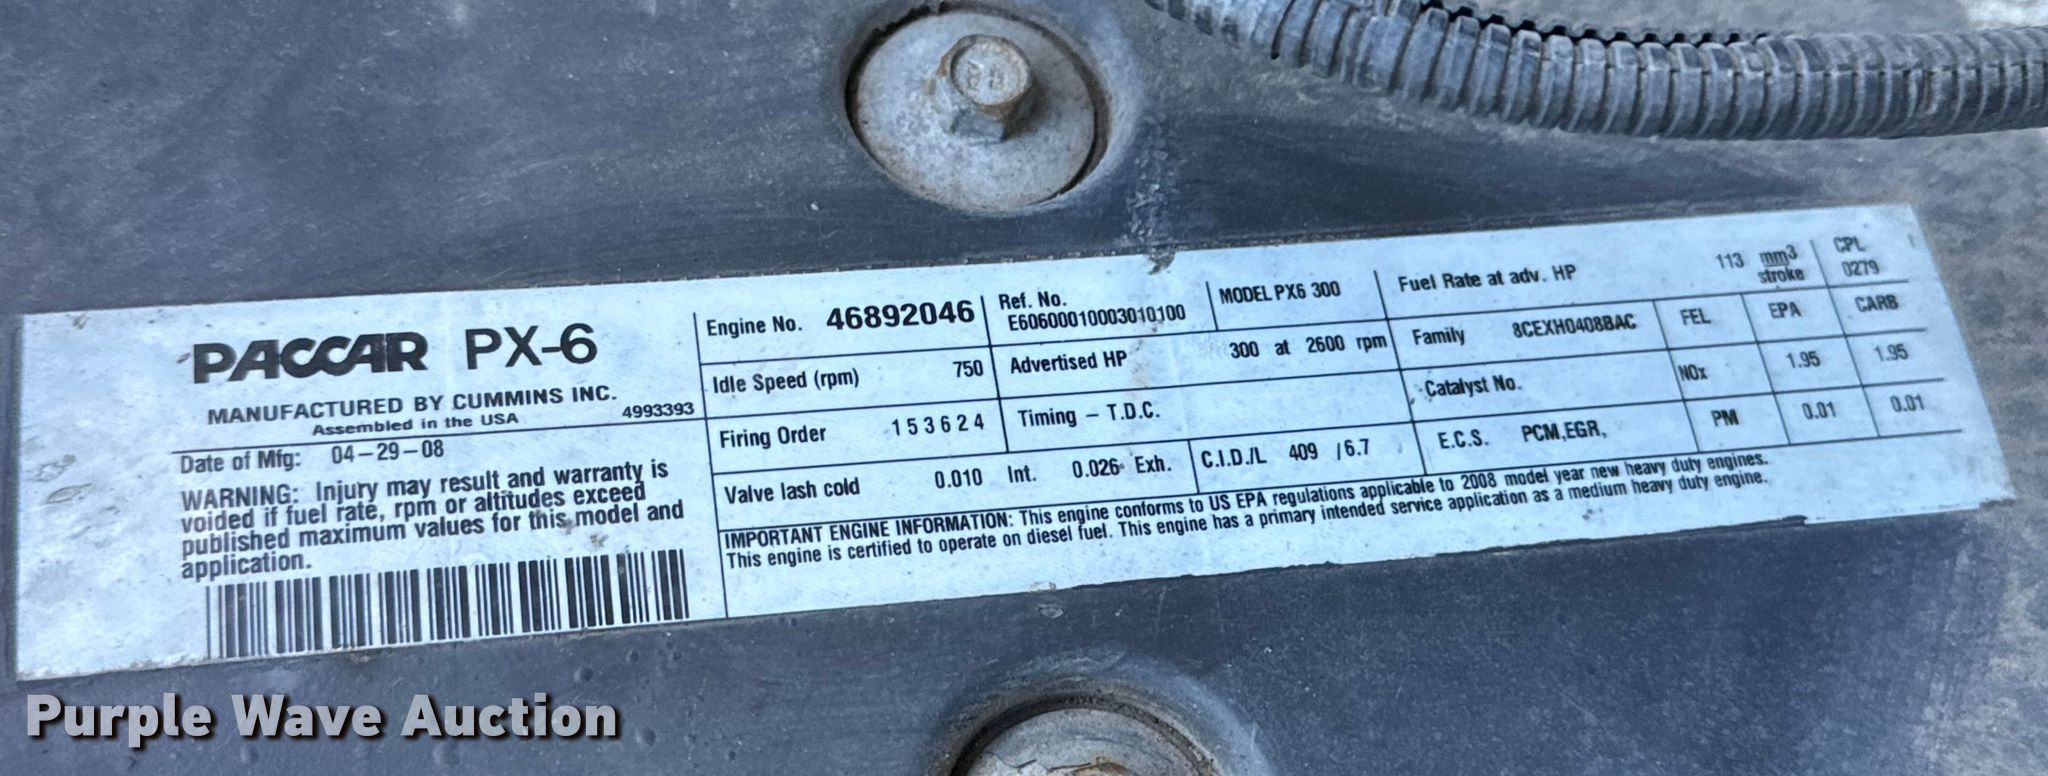 PACCAR PX-6
MANUFACTURED BY CUMMINS INC.
Assembled in the USA 4993393
Date of Mfg: 04-29-08
WARNING: Injury may result and warranty is
voided if fuel rate, rpm or altitudes exceed
published maximum values for this model and
application.
Engine No. 46892046
Ref. No.
E60600010003010100
MODEL PX6 300
Fuel Rate at adv. HP 113 mm3
stroke
CPL
0279
Idle Speed (rpm) 750
Advertised HP 300 at 2600 rpm
Family 8CEXH0408BAC
FEL EPA CARB
Firing Order 1 5 3 6 2 4
Timing – T.D.C.
Catalyst No.
NOx 1.95 1.95
Valve lash cold 0.010 Int. 0.026 Exh.
C.I.D./L 409 /6.7
E.C.S. PCM,EGR,
PM 0.01 0.01
IMPORTANT ENGINE INFORMATION: This engine conforms to US EPA regulations applicable to 2008 model year new heavy duty engines.
This engine is certified to operate on diesel fuel. This engine has a primary intended service application as a medium heavy duty engine.
Purple Wave Auction